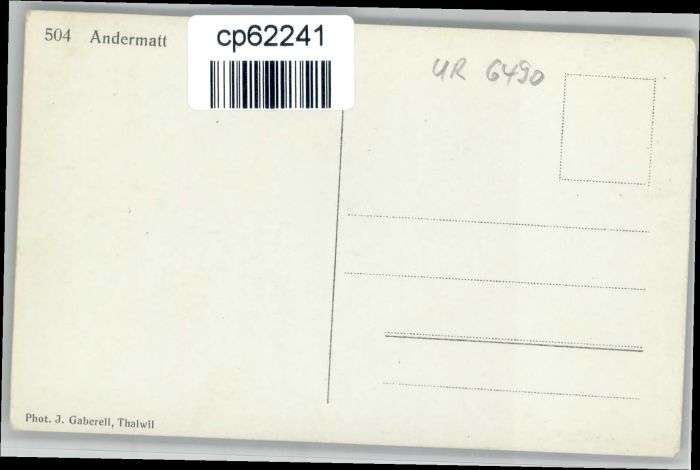 504 Andermatt
cp62241
UR 6490
Phot. J. Gaberell, Thalwil